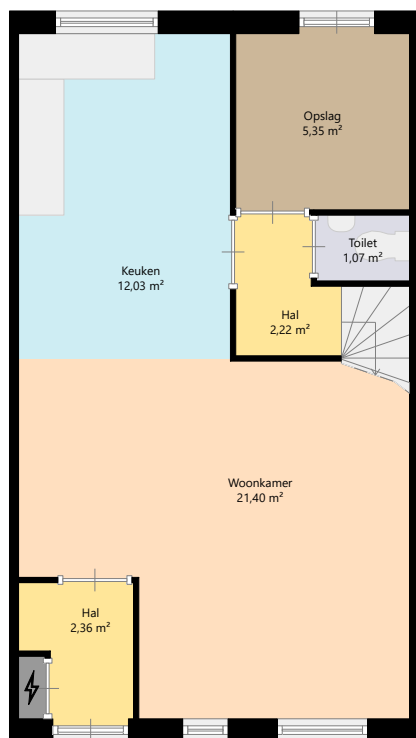 Opslag
5,35 m²
Toilet
1,07 m²
Keuken
12,03 m²
Hal
2,22 m²
Woonkamer
21,40 m²
Hal
2,36 m²